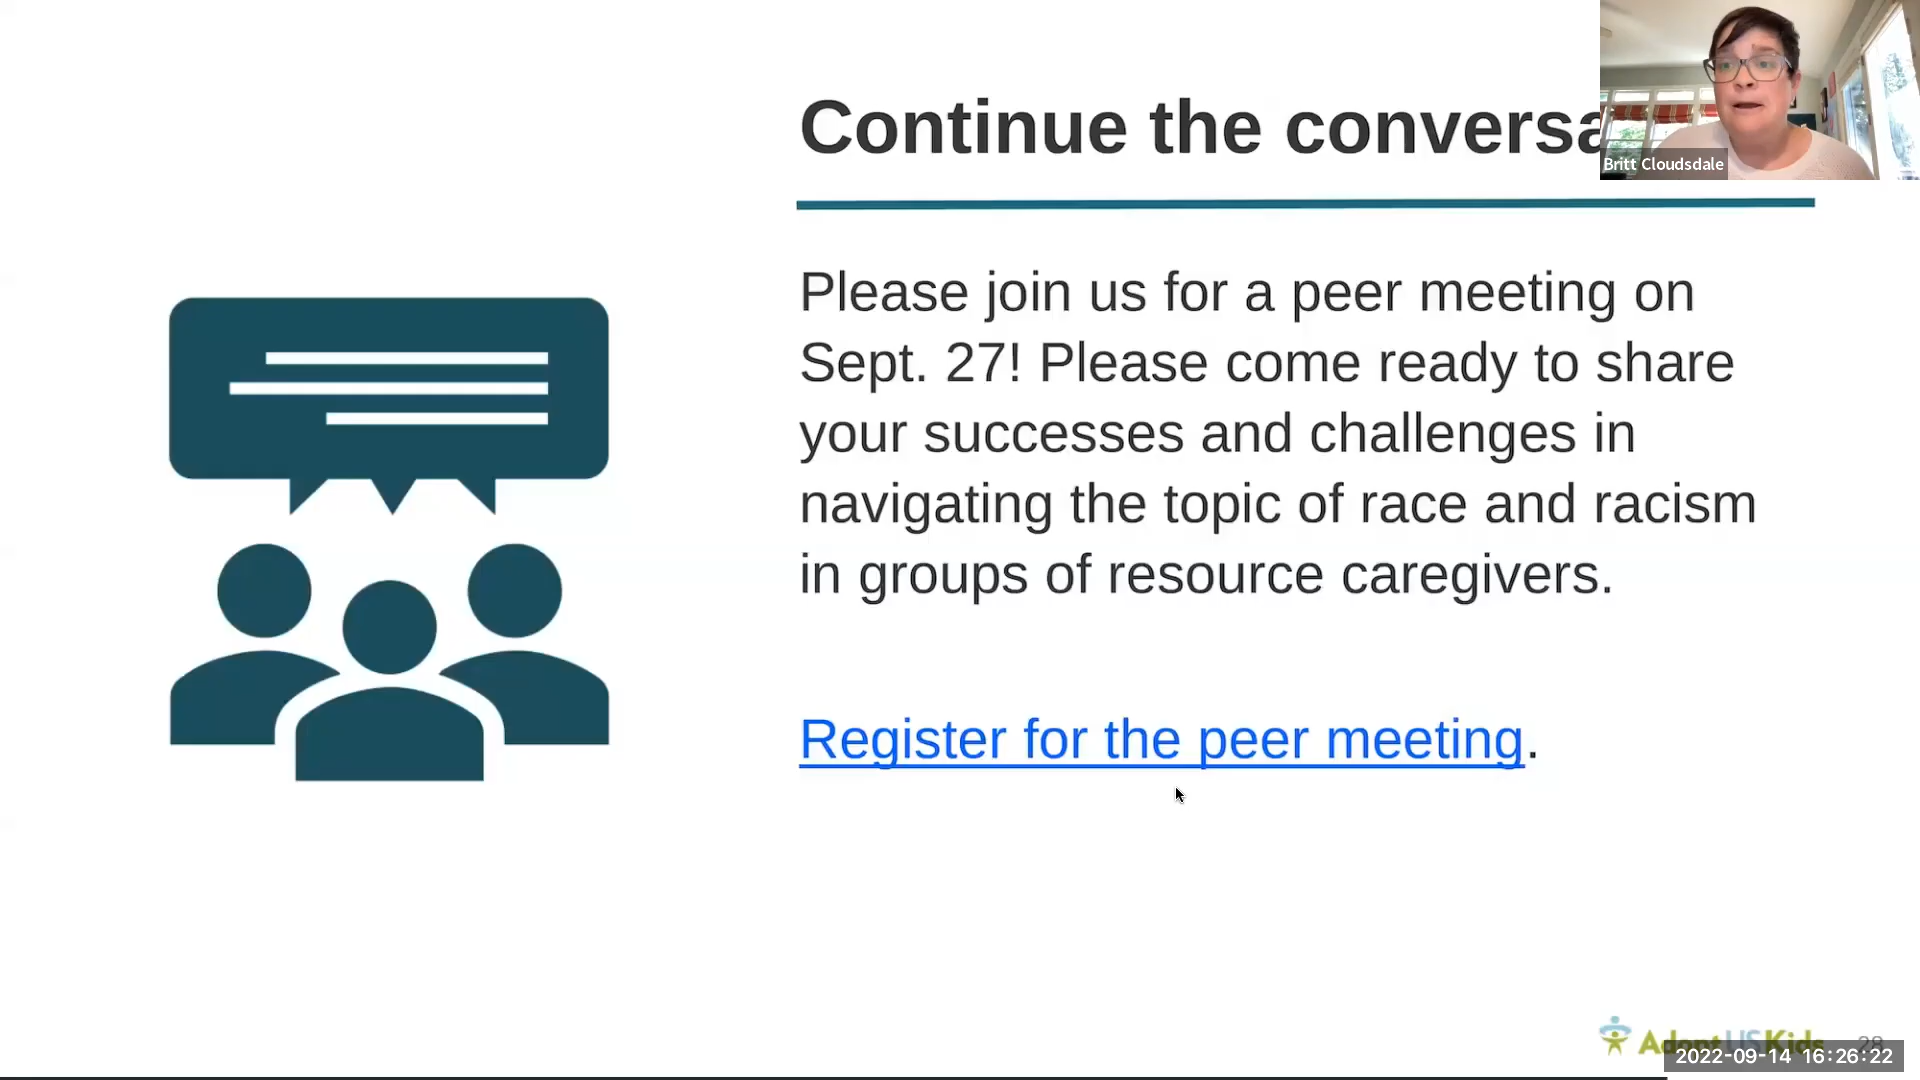 Continue the conversa
Britt Cloudsdale
Please join us for a peer meeting on
Sept. 27! Please come ready to share
your successes and challenges in
navigating the topic of race and racism
in groups of resource caregivers.
Register for the peer meeting.
AdoptUSKids
28
2022-09-14 16:26:22